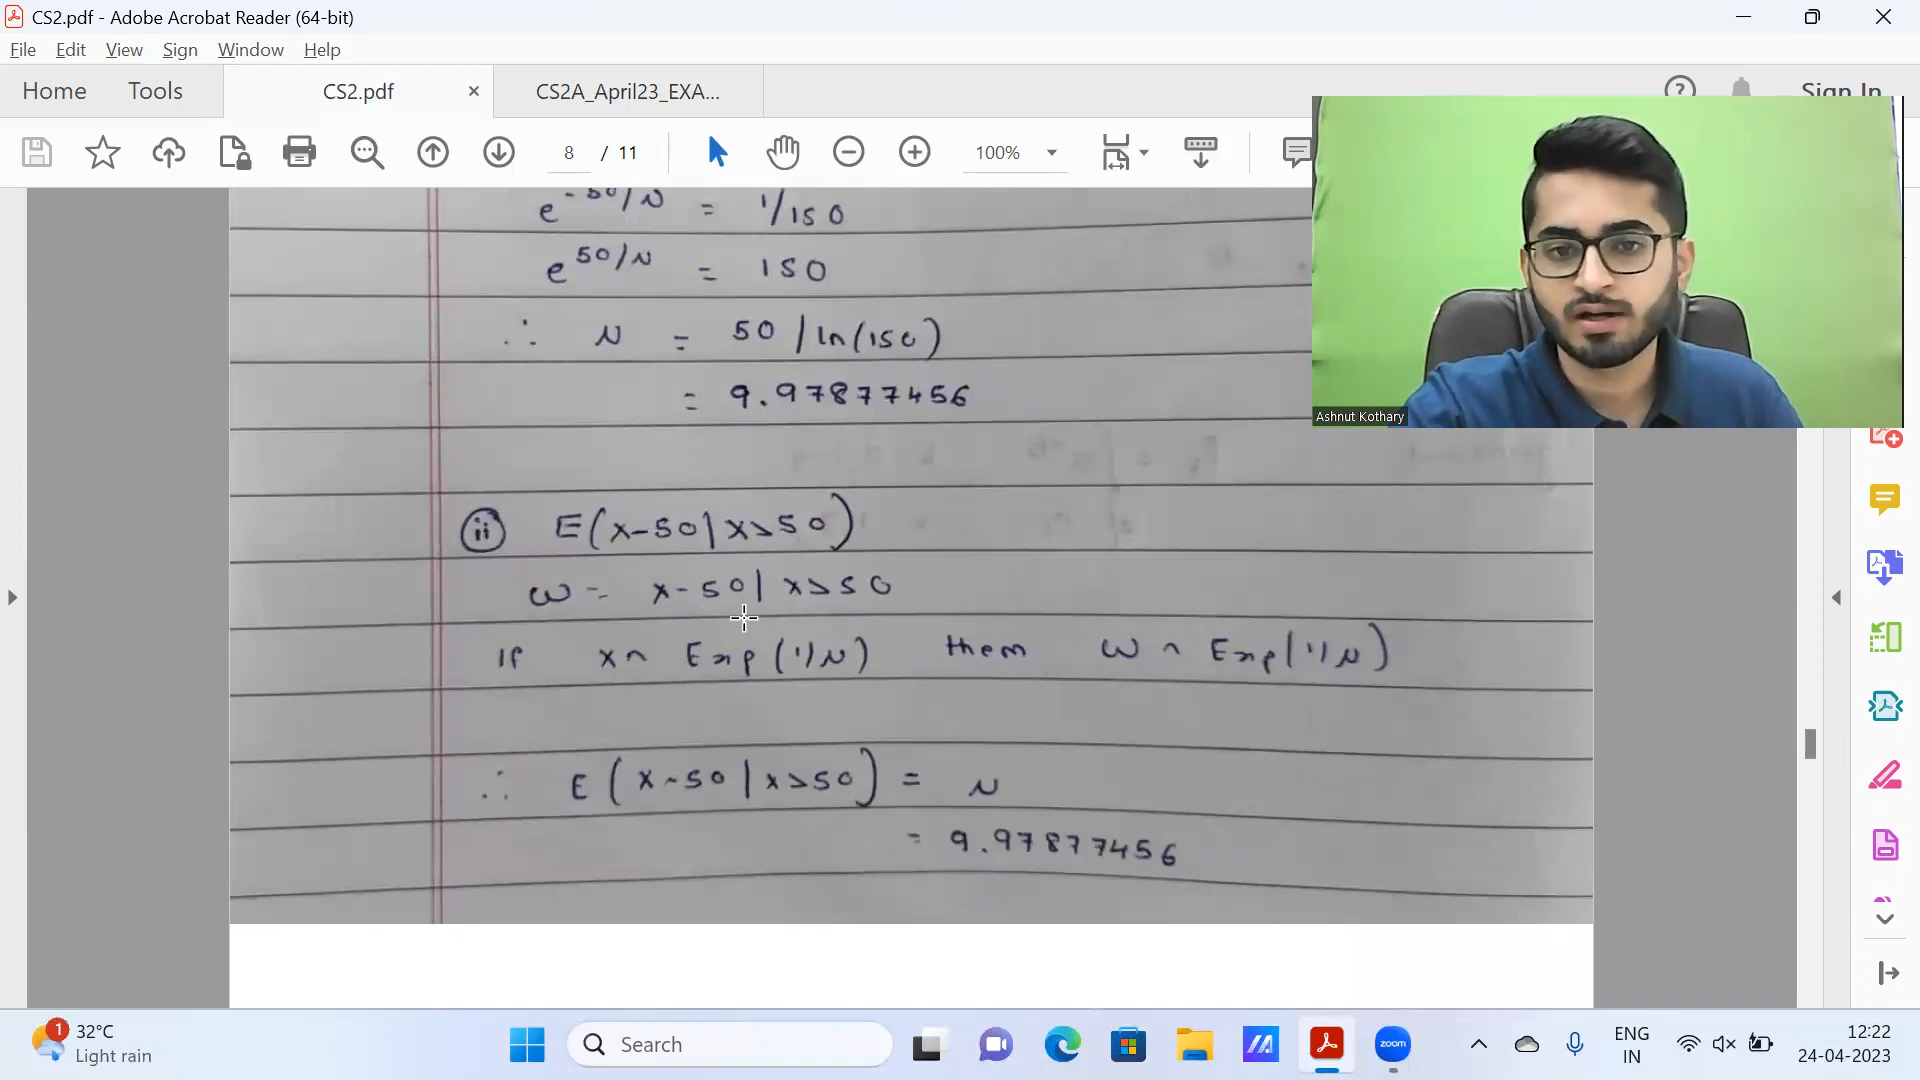 CS2.pdf - Adobe Acrobat Reader (64-bit)
File Edit View Sign Window Help
Home Tools CS2.pdf × CS2A_April23_EXA... Sign In
8 / 11 100%
e^-50/N = 1/150
e^50/N = 150
∴ N = 50 / ln(150)
= 9.97877456
Ashnut Kothary
(ii) E(x-50|x>50)
W = x-50|x>50
If x~ Exp(1/N) them W ~ Exp(1/N)
∴ E(x-50|x>50) = N
= 9.97877456
1 32°C
Light rain
Search
zoom
ENG
IN
12:22
24-04-2023